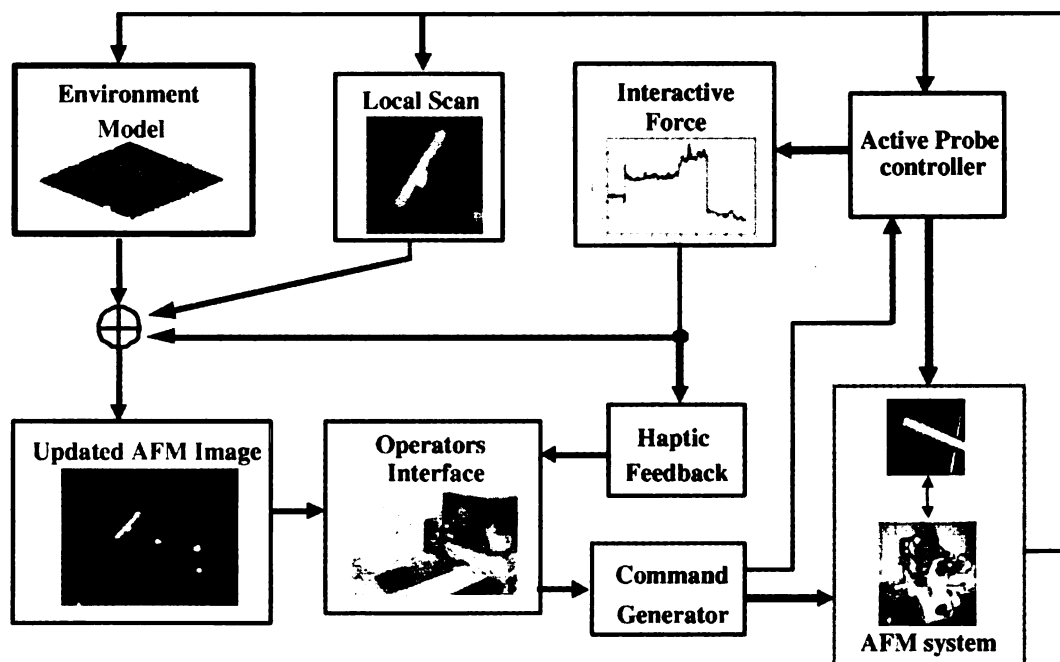 Environment
Model
Local Scan
Interactive
Force
Active Probe
controller
Updated AFM Image
Operators
Interface
Haptic
Feedback
Command
Generator
AFM system